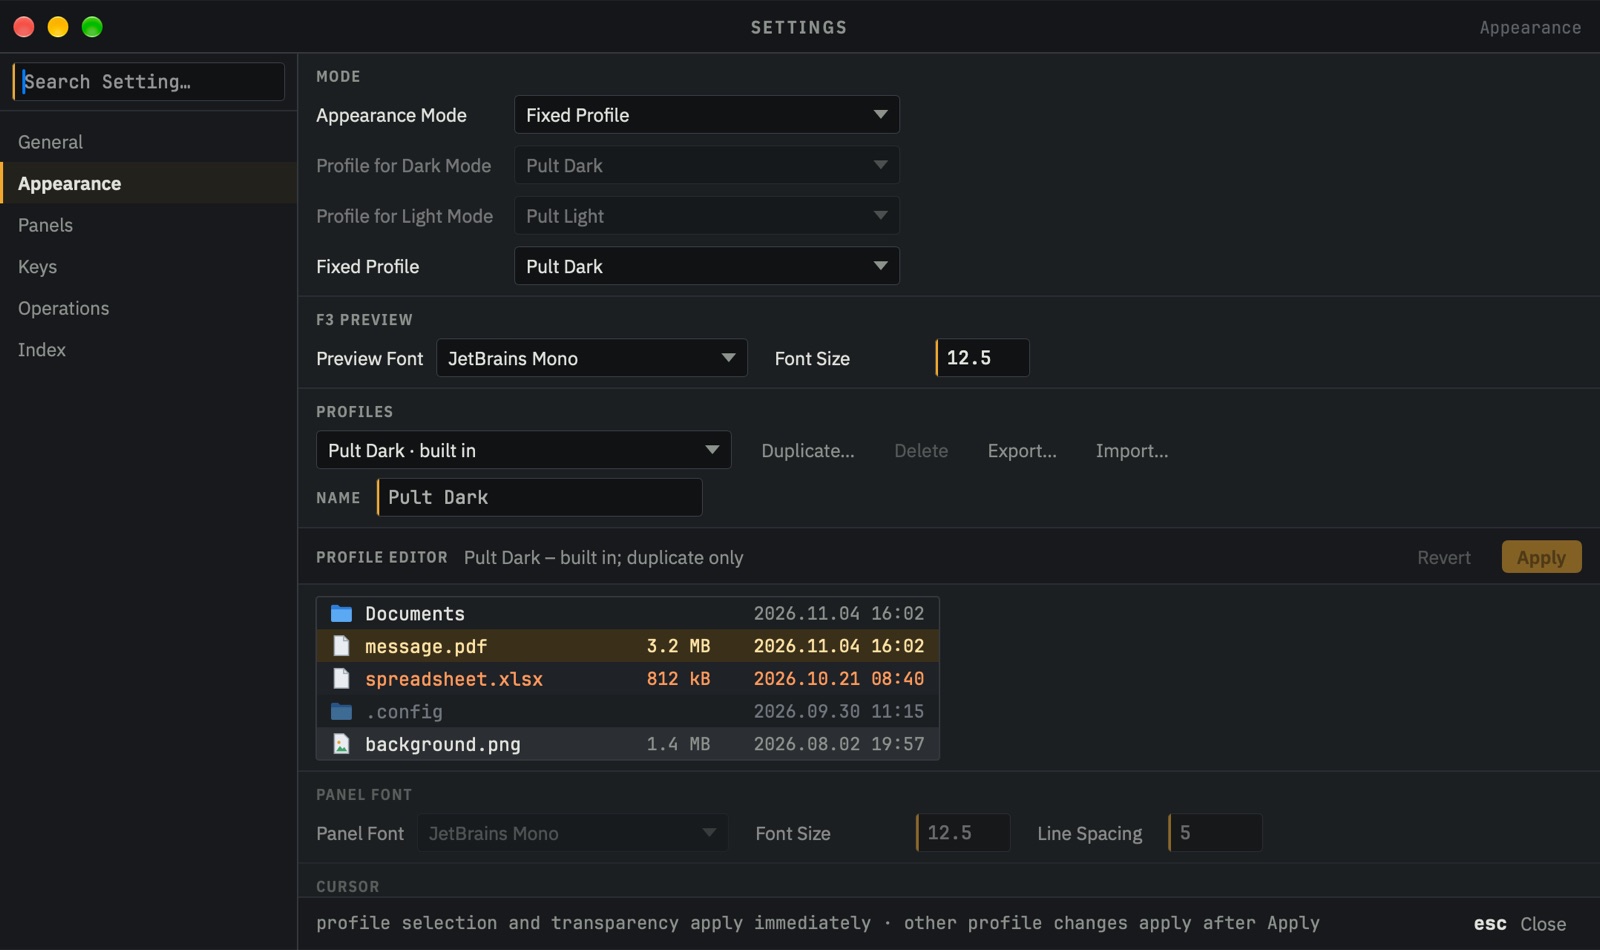 SETTINGS
Appearance
Search Setting…
General
Appearance
Panels
Keys
Operations
Index
MODE
Appearance Mode Fixed Profile
Profile for Dark Mode Pult Dark
Profile for Light Mode Pult Light
Fixed Profile Pult Dark
F3 PREVIEW
Preview Font JetBrains Mono Font Size 12.5
PROFILES
Pult Dark · built in Duplicate... Delete Export... Import...
NAME Pult Dark
PROFILE EDITOR Pult Dark – built in; duplicate only Revert Apply
Documents 2026.11.04 16:02
message.pdf 3.2 MB 2026.11.04 16:02
spreadsheet.xlsx 812 kB 2026.10.21 08:40
.config 2026.09.30 11:15
background.png 1.4 MB 2026.08.02 19:57
PANEL FONT
Panel Font JetBrains Mono Font Size 12.5 Line Spacing 5
CURSOR
profile selection and transparency apply immediately · other profile changes apply after Apply
esc Close